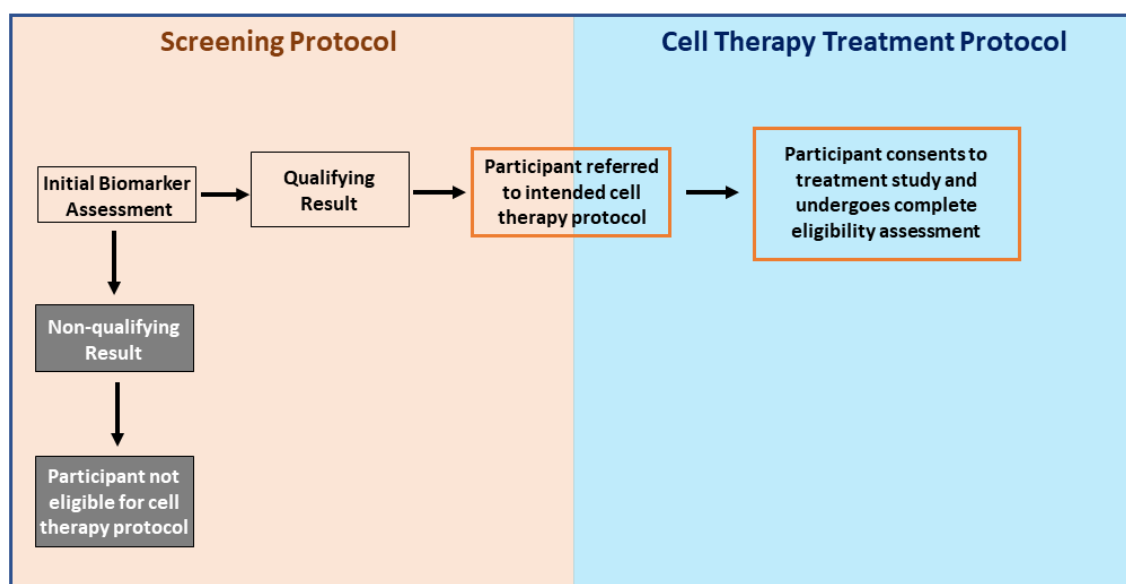 Screening Protocol
Cell Therapy Treatment Protocol
Initial Biomarker
Assessment
Qualifying
Result
Participant referred
to intended cell
therapy protocol
Participant consents to
treatment study and
undergoes complete
eligibility assessment
Non-qualifying
Result
Participant not
eligible for cell
therapy protocol